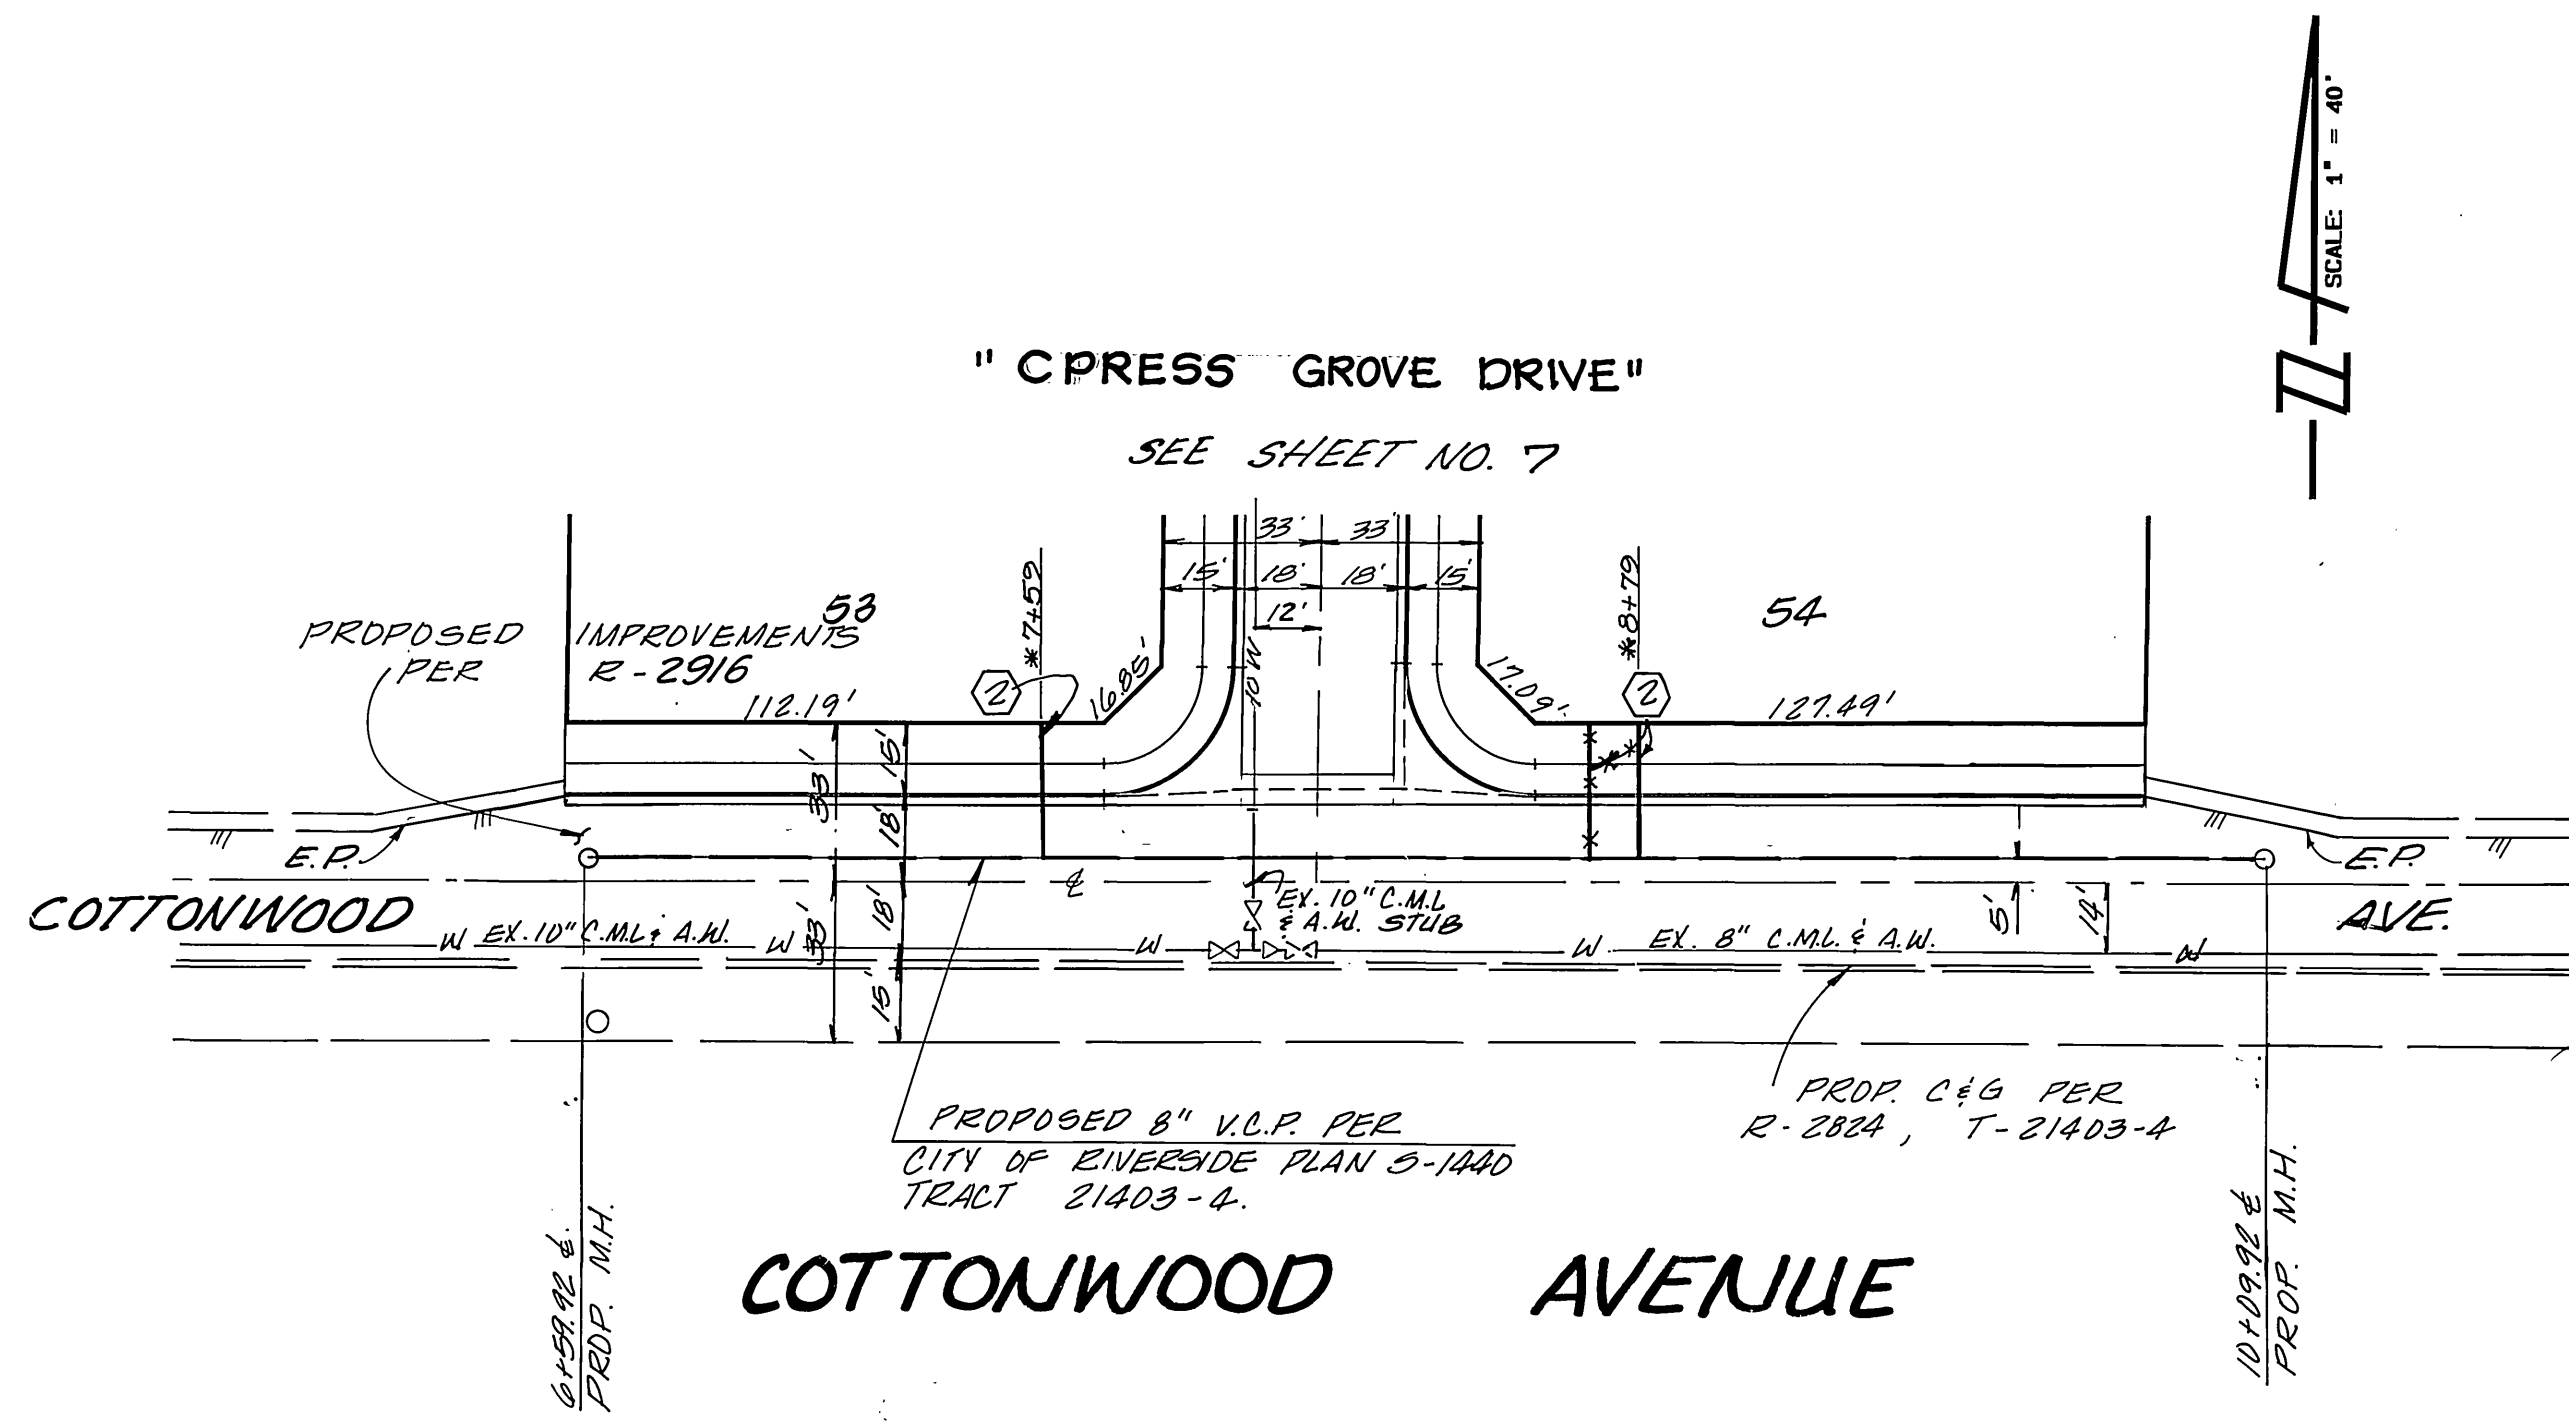 SCALE: 1" = 40'
N
"CPRESS GROVE DRIVE"
SEE SHEET NO. 7
33' 33'
15' 18' 18' 15'
12'
*7+59
*8+79
53
54
PROPOSED IMPROVEMENTS
PER R-2916
2
2
112.19'
16.85'
10 W
17.09'
127.49'
33'
15'
18'
E.P.
E.P.
℄
COTTONWOOD
AVE.
EX. 10" C.M.L
& A.W. STUB
18'
5'
14'
W EX. 10" C.M.L & A.W. W
33'
W
W EX. 8" C.M.L. & A.W.
W
15'
PROP. C & G PER
R-2824, T-21403-4
PROPOSED 8" V.C.P. PER
CITY OF RIVERSIDE PLAN S-1440
TRACT 21403-4.
6+59.92 ℄.
PROP. M.H.
10+09.92 ℄
PROP. M.H.
COTTONWOOD AVENUE